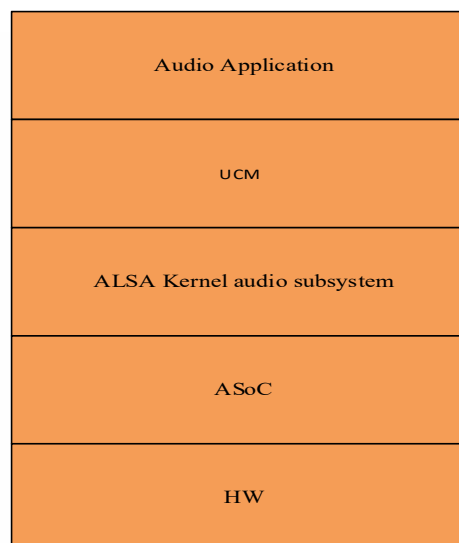 Audio Application
UCM
ALSA Kernel audio subsystem
ASoC
HW